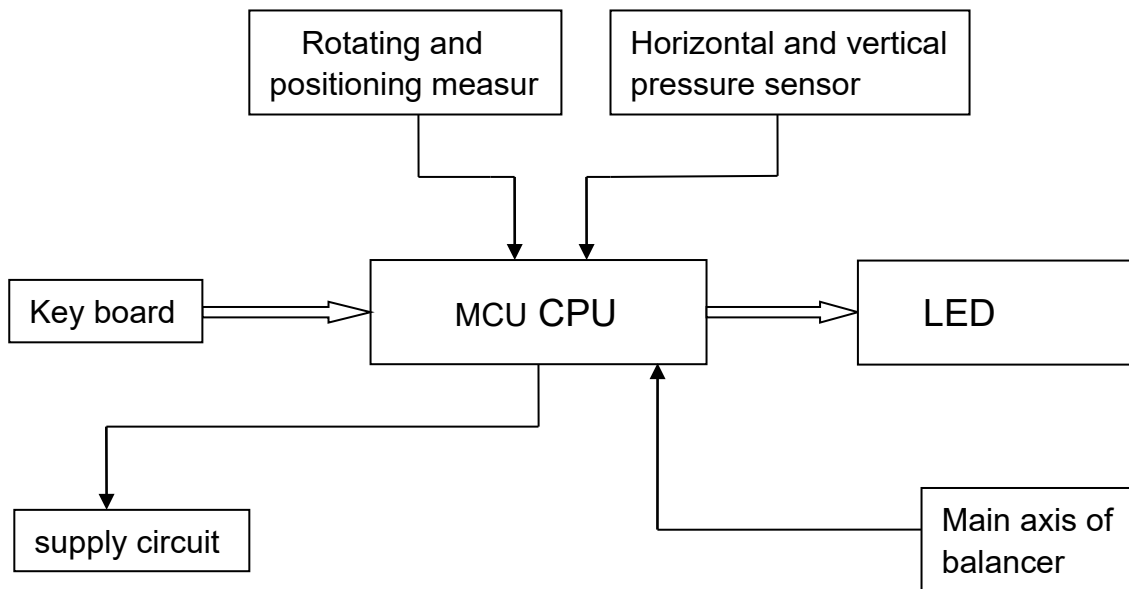 Rotating and
positioning measur
Horizontal and vertical
pressure sensor
Key board
MCU CPU
LED
supply circuit
Main axis of
balancer